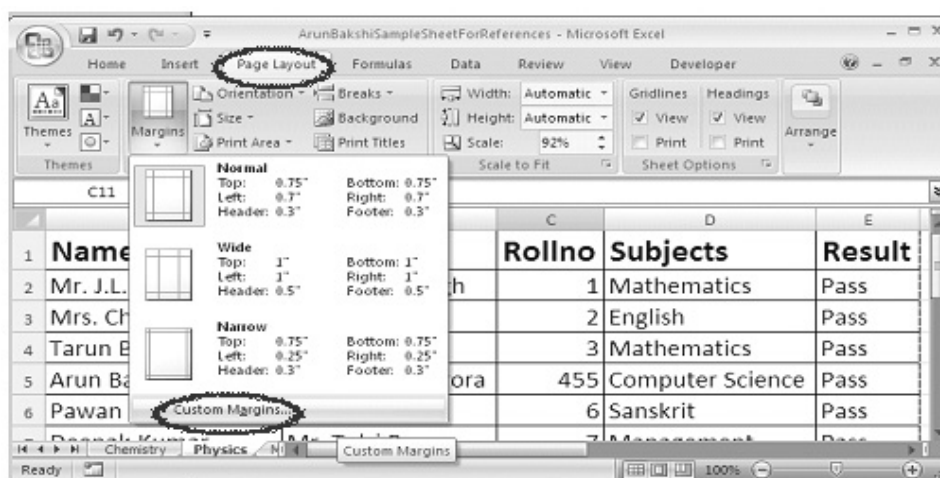 ArunBakshiSampleSheetForReferences - Microsoft Excel
Home Insert Page Layout Formulas Data Review View Developer
Orientation Breaks Width: Automatic Gridlines Headings
Aa Size Background Height: Automatic View View
Themes Margins Print Area Print Titles Scale: 92% Print Print Arrange
Themes Scale to Fit Sheet Options
C11
Normal
Top: 0.75" Bottom: 0.75"
Left: 0.7" Right: 0.7"
Header: 0.3" Footer: 0.3"
Wide
Top: 1" Bottom: 1"
Left: 1" Right: 1"
Header: 0.5" Footer: 0.5"
Narrow
Top: 0.75" Bottom: 0.75"
Left: 0.25" Right: 0.25"
Header: 0.3" Footer: 0.3"
Custom Margins...
C D E
1 Name Rollno Subjects Result
2 Mr. J.L. h 1 Mathematics Pass
3 Mrs. Ch 2 English Pass
4 Tarun B 3 Mathematics Pass
5 Arun Ba ora 455 Computer Science Pass
6 Pawan 6 Sanskrit Pass
Chemistry Physics
Custom Margins
Ready 100%